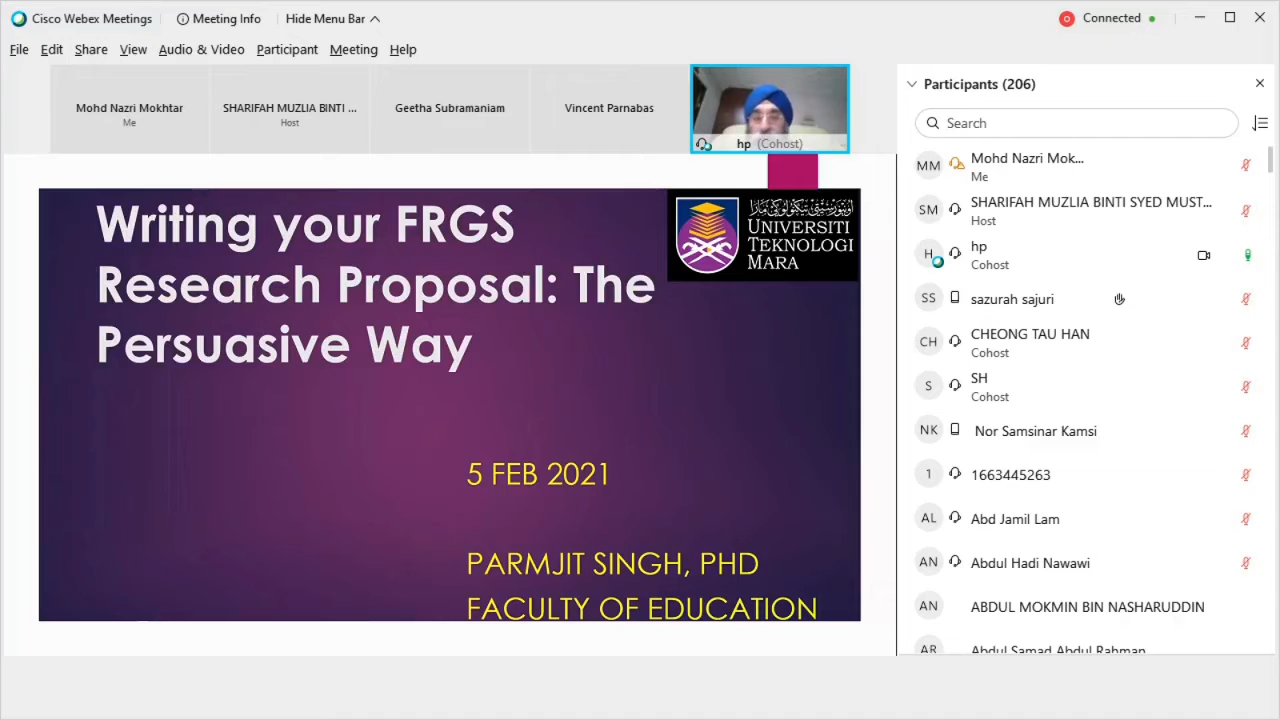 Cisco Webex Meetings
Meeting Info
Hide Menu Bar
Connected
File Edit Share View Audio & Video Participant Meeting Help
Mohd Nazri Mokhtar
Me
SHARIFAH MUZLIA BINTI ...
Host
Geetha Subramaniam
Vincent Parnabas
hp (Cohost)
Writing your FRGS
Research Proposal: The
Persuasive Way
UNIVERSITI
TEKNOLOGI
MARA
5 FEB 2021
PARMJIT SINGH, PHD
FACULTY OF EDUCATION
Participants (206)
Search
MM Mohd Nazri Mok...
Me
SM SHARIFAH MUZLIA BINTI SYED MUST...
Host
H hp
Cohost
SS sazurah sajuri
CH CHEONG TAU HAN
Cohost
S SH
Cohost
NK Nor Samsinar Kamsi
1 1663445263
AL Abd Jamil Lam
AN Abdul Hadi Nawawi
AN ABDUL MOKMIN BIN NASHARUDDIN
AR Abdul Samad Abdul Rahman